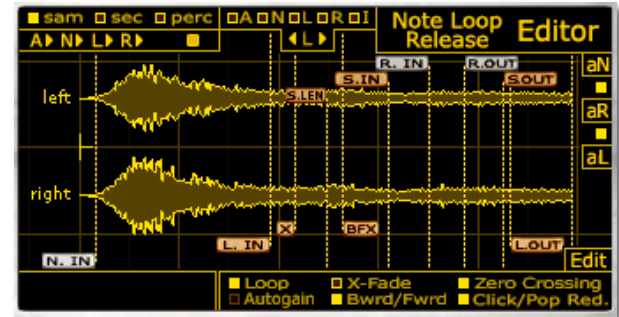 sam sec perc A N L R I Note Loop Editor
A N L R L Release
R. IN R.OUT aN
S.IN S.OUT
left S.LEN
aR
aL
right
X BFX
L. IN L.OUT
N. IN Edit
Loop X-Fade Zero Crossing
Autogain Bwrd/Fwrd Click/Pop Red.